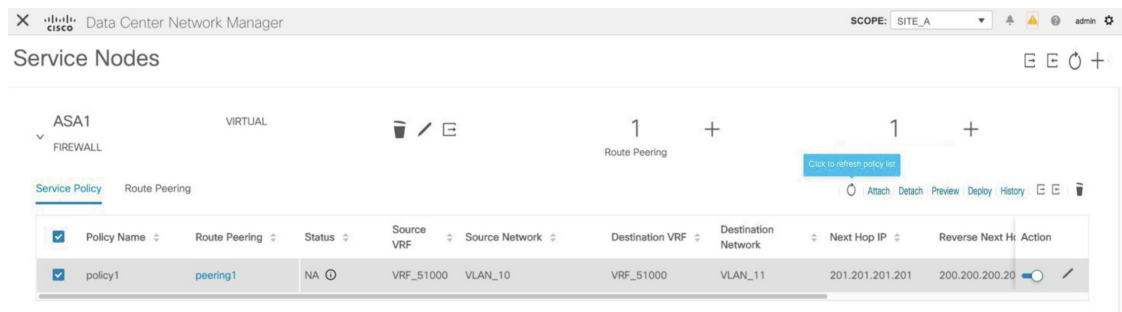 CISCO Data Center Network Manager SCOPE: SITE_A admin
Service Nodes
ASA1 VIRTUAL 1 1
FIREWALL Route Peering
Click to refresh policy list
Service Policy Route Peering Attach Detach Preview Deploy History
Policy Name Route Peering Status Source VRF Source Network Destination VRF Destination Network Next Hop IP Reverse Next Action
policy1 peering1 NA VRF_51000 VLAN_10 VRF_51000 VLAN_11 201.201.201.201 200.200.200.20